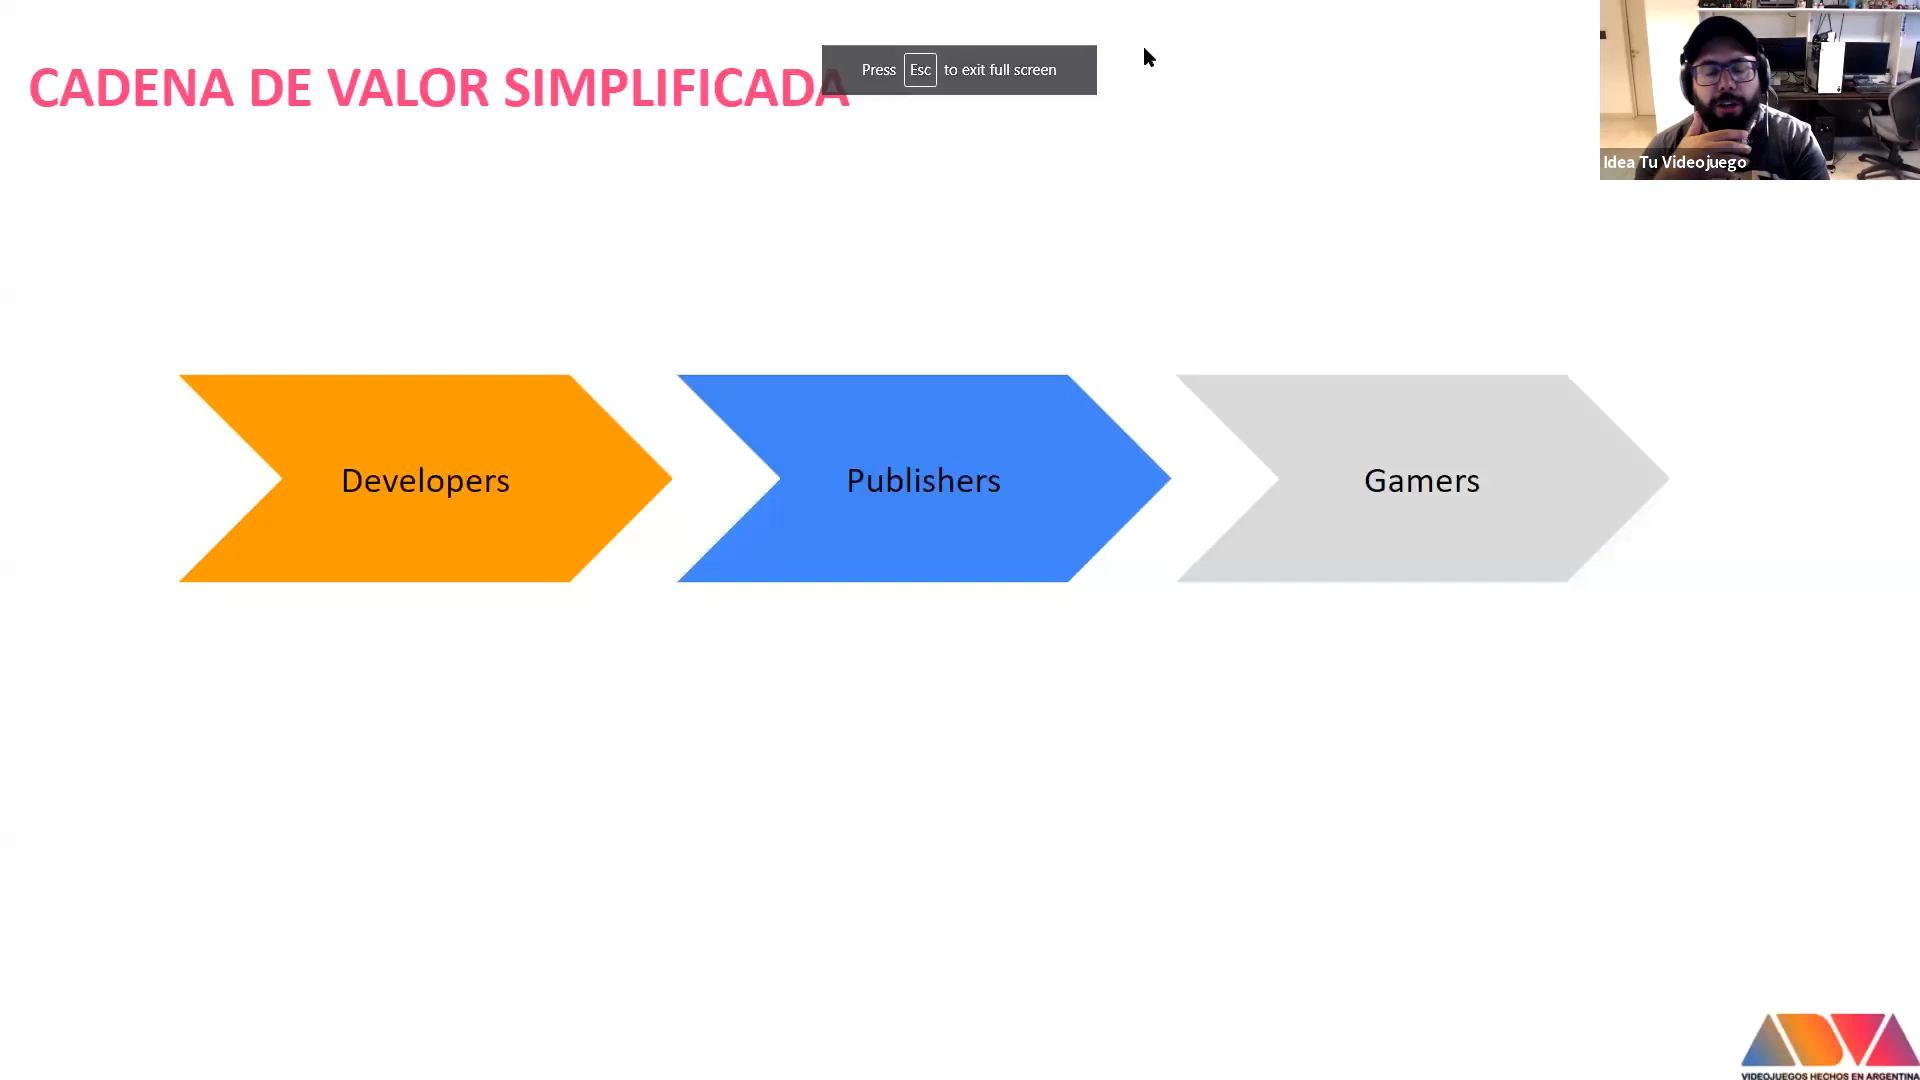 CADENA DE VALOR SIMPLIFICADA
Press Esc to exit full screen
Idea Tu Videojuego
Developers
Publishers
Gamers
ADVA
VIDEOJUEGOS HECHOS EN ARGENTINA